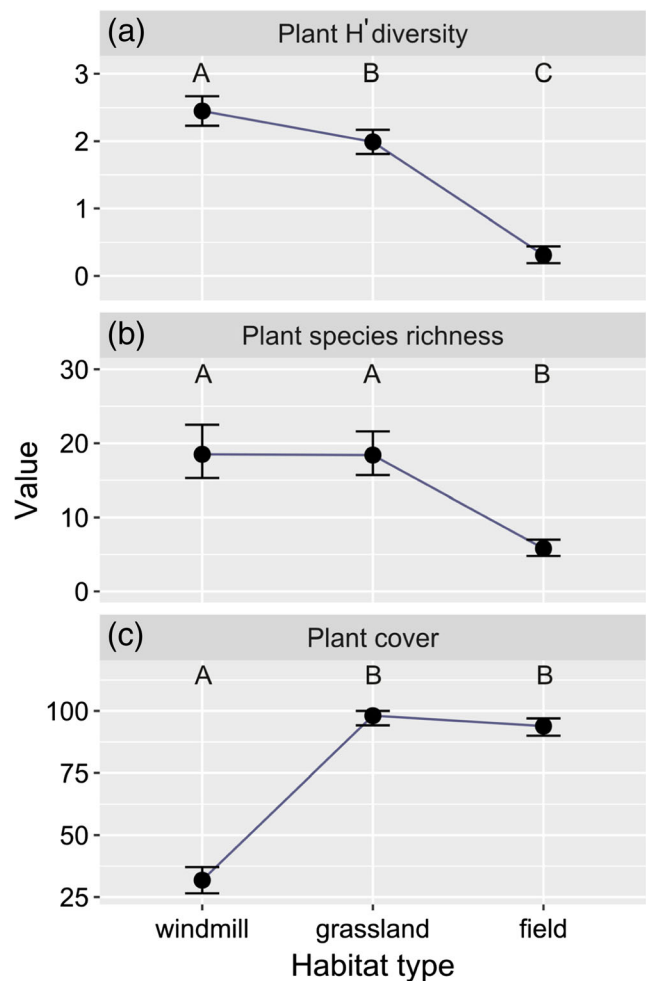 (a) Plant H'diversity
A B C
3
2
1
0
(b) Plant species richness
A A B
30
20
10
0
Value
(c) Plant cover
A B B
100
75
50
25
windmill grassland field
Habitat type